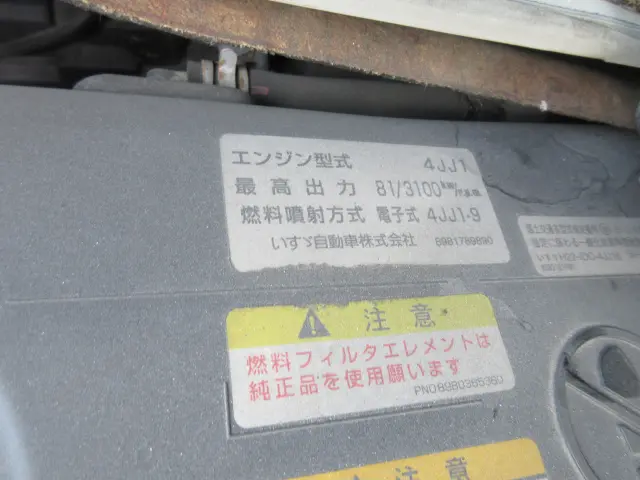 エンジン型式 4JJ1
最高出力 81/3100
燃料噴射方式 電子式 4JJ1-9
いすゞ自動車株式会社 8981789890
注意
燃料フィルタエレメントは
純正品を使用願います
注意